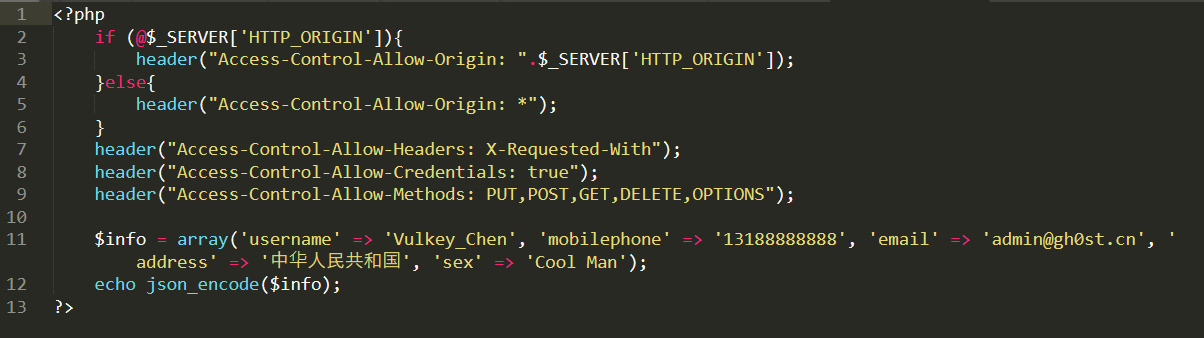 1 <?php
2 if (@$_SERVER['HTTP_ORIGIN']){
3 header("Access-Control-Allow-Origin: ".$_SERVER['HTTP_ORIGIN']);
4 }else{
5 header("Access-Control-Allow-Origin: *");
6 }
7 header("Access-Control-Allow-Headers: X-Requested-With");
8 header("Access-Control-Allow-Credentials: true");
9 header("Access-Control-Allow-Methods: PUT,POST,GET,DELETE,OPTIONS");
10
11 $info = array('username' => 'Vulkey_Chen', 'mobilephone' => '13188888888', 'email' => 'admin@gh0st.cn', '
address' => '中华人民共和国', 'sex' => 'Cool Man');
12 echo json_encode($info);
13 ?>